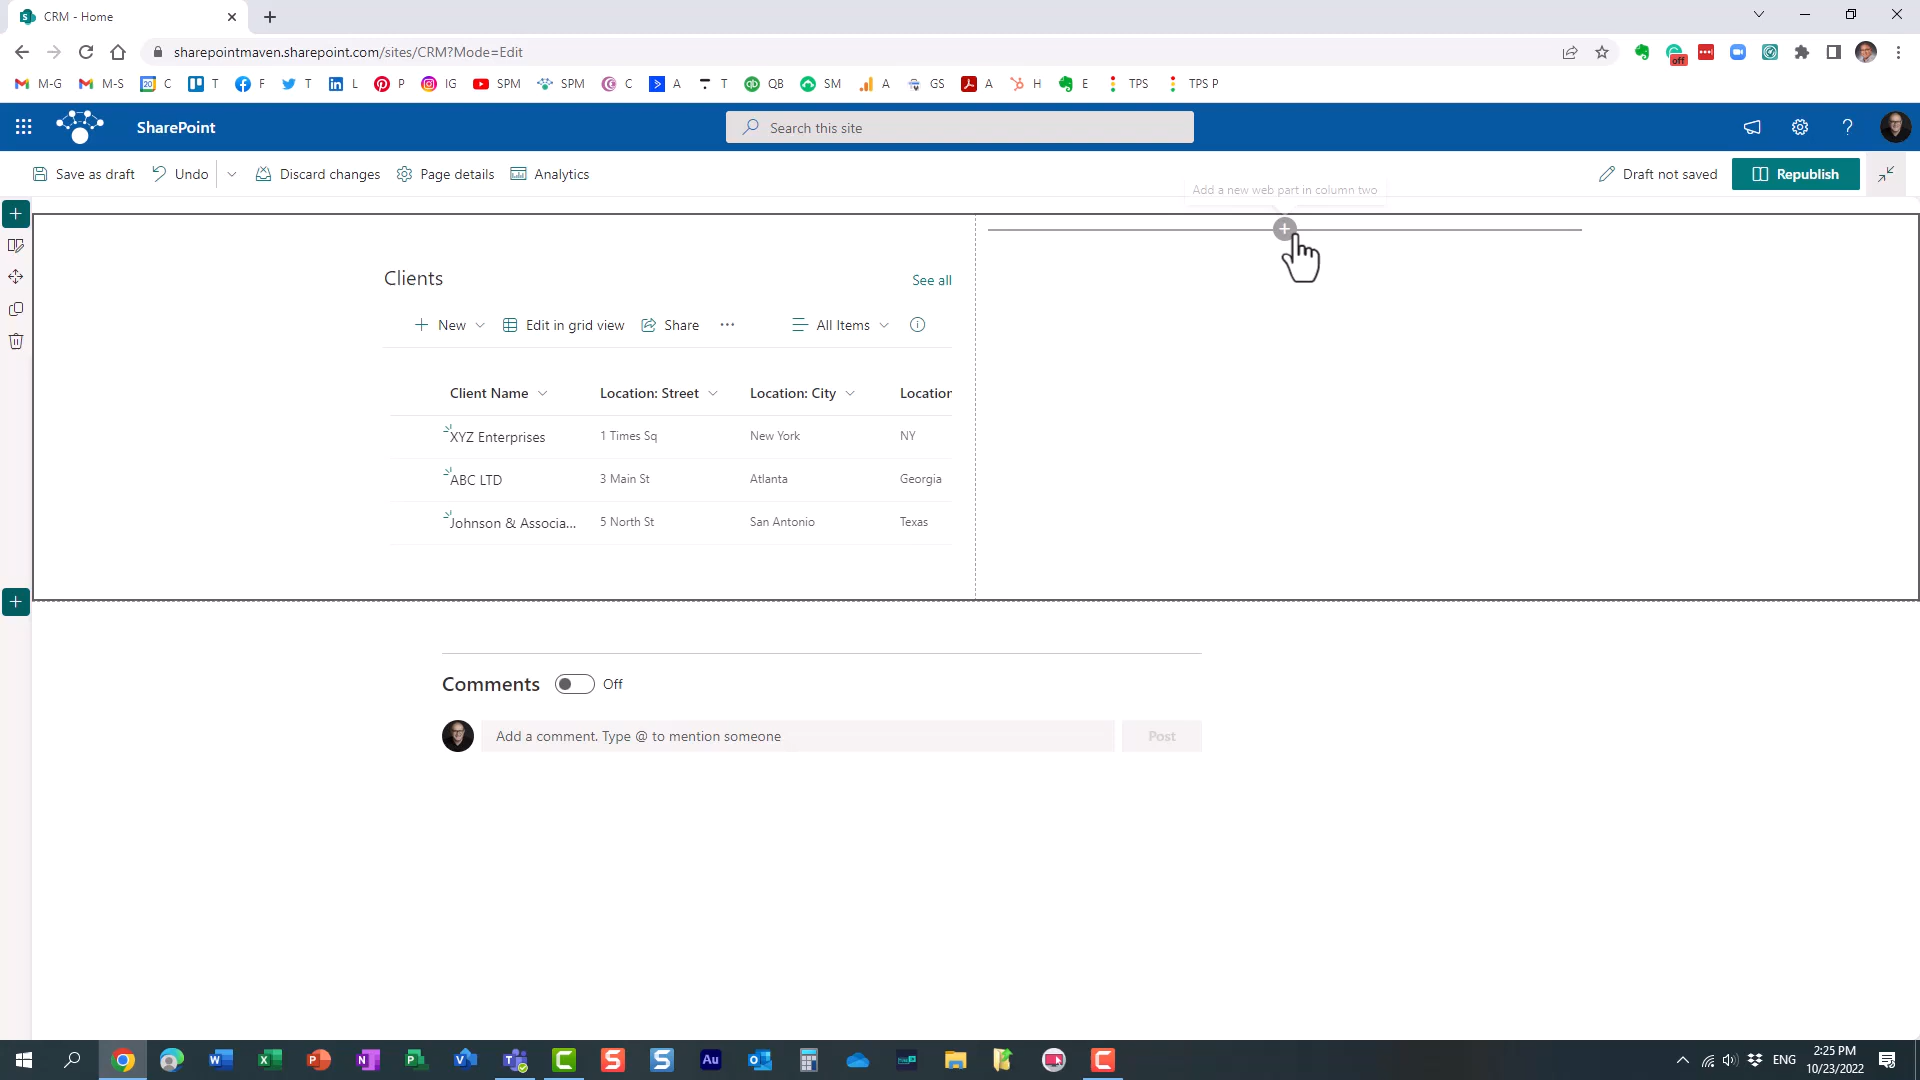 CRM - Home
sharepointmaven.sharepoint.com/sites/CRM?Mode=Edit
off
M-G M-S 20 C T F T L P IG SPM SPM C A T QB SM A GS A H E TPS TPS P
SharePoint
Search this site
Save as draft Undo Discard changes Page details Analytics
Draft not saved Republish
Add a new web part in column two
Clients See all
New Edit in grid view Share All Items
Client Name Location: Street Location: City Location
XYZ Enterprises 1 Times Sq New York NY
ABC LTD 3 Main St Atlanta Georgia
Johnson & Associa... 5 North St San Antonio Texas
Comments Off
Add a comment. Type @ to mention someone Post
ENG
2:25 PM
10/23/2022